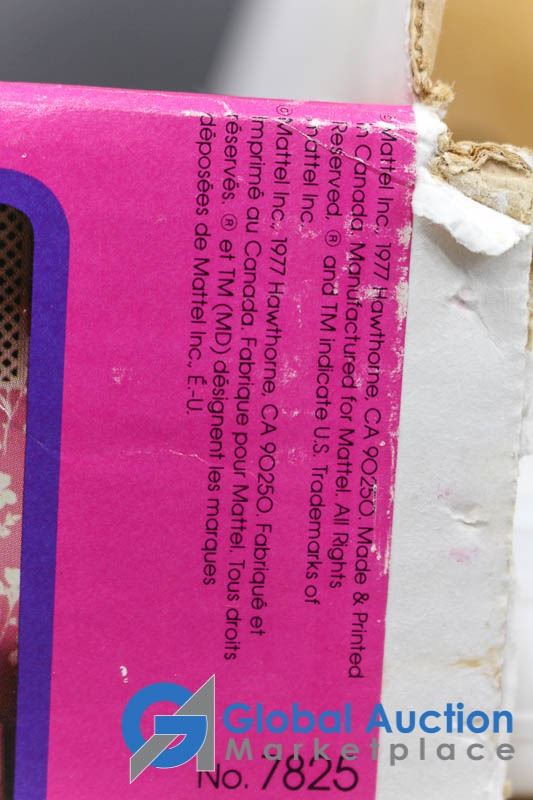 ©Mattel Inc. 1977 Hawthorne, CA 90250. Made & Printed
in Canada. Manufactured for Mattel. All Rights
Reserved. ® and TM indicate U.S. Trademarks of
Mattel Inc.
©Mattel Inc., 1977 Hawthorne, CA 90250. Fabriqué et
imprimé au Canada. Fabrique pour Mattel. Tous droits
réservés. ® et TM (MD) désignent les marques
déposées de Mattel Inc., É.-U.
Global Auction
Marketplace
No. 7825